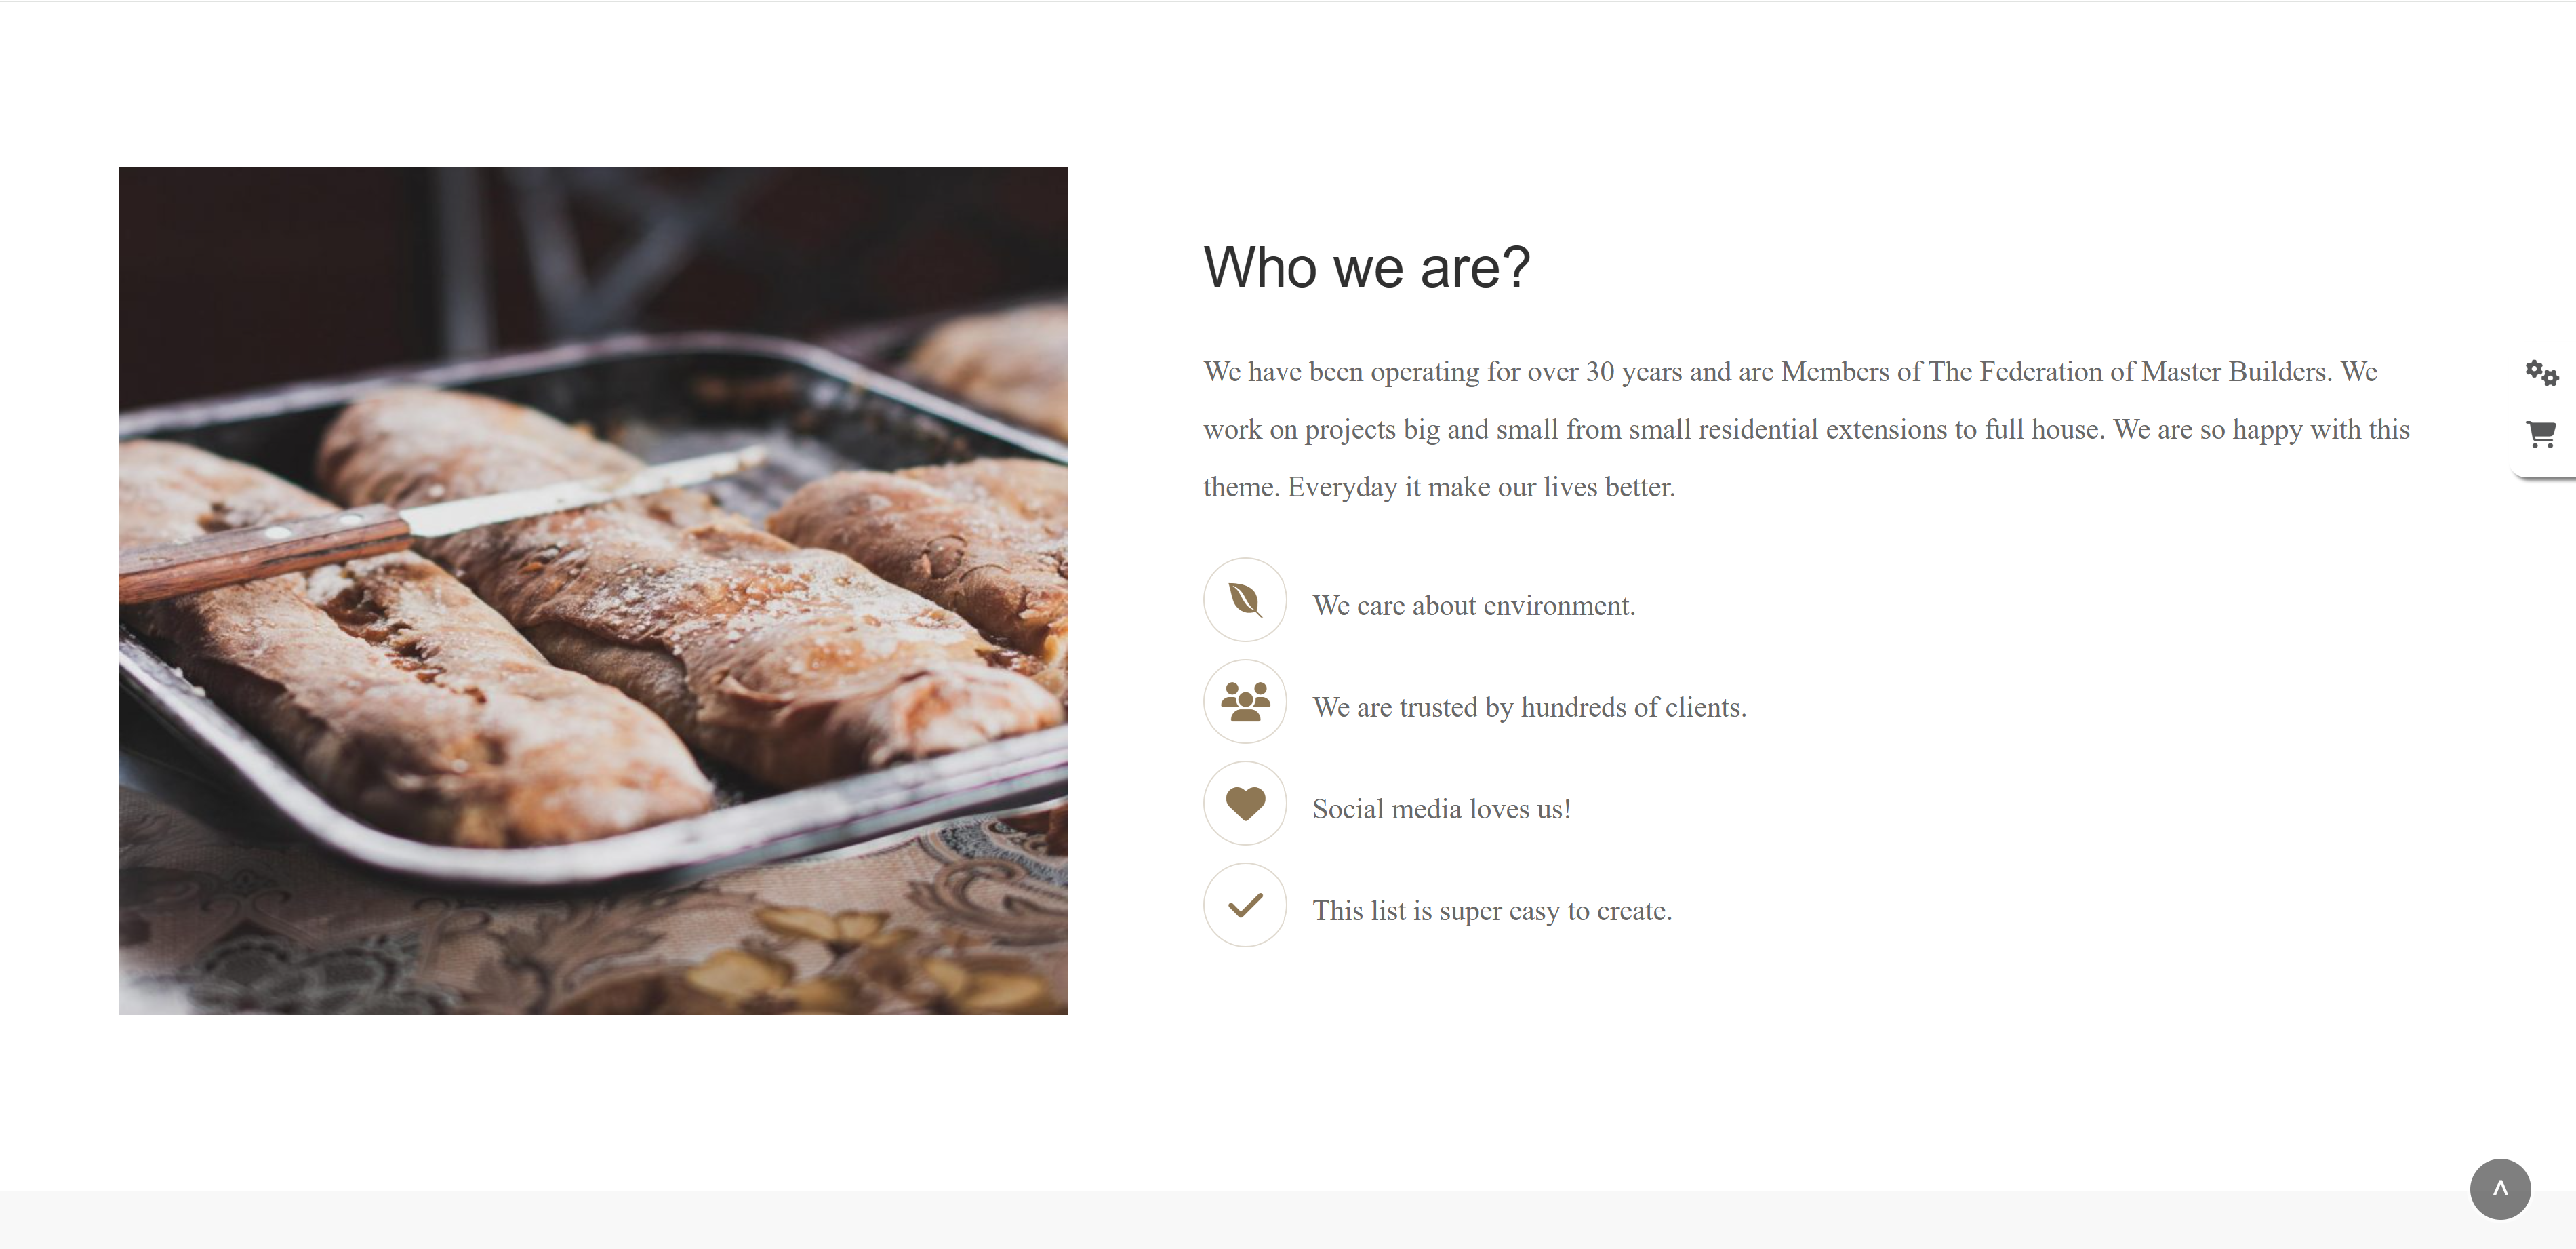 Who we are?
We have been operating for over 30 years and are Members of The Federation of Master Builders. We
work on projects big and small from small residential extensions to full house. We are so happy with this
theme. Everyday it make our lives better.
We care about environment.
We are trusted by hundreds of clients.
Social media loves us!
This list is super easy to create.